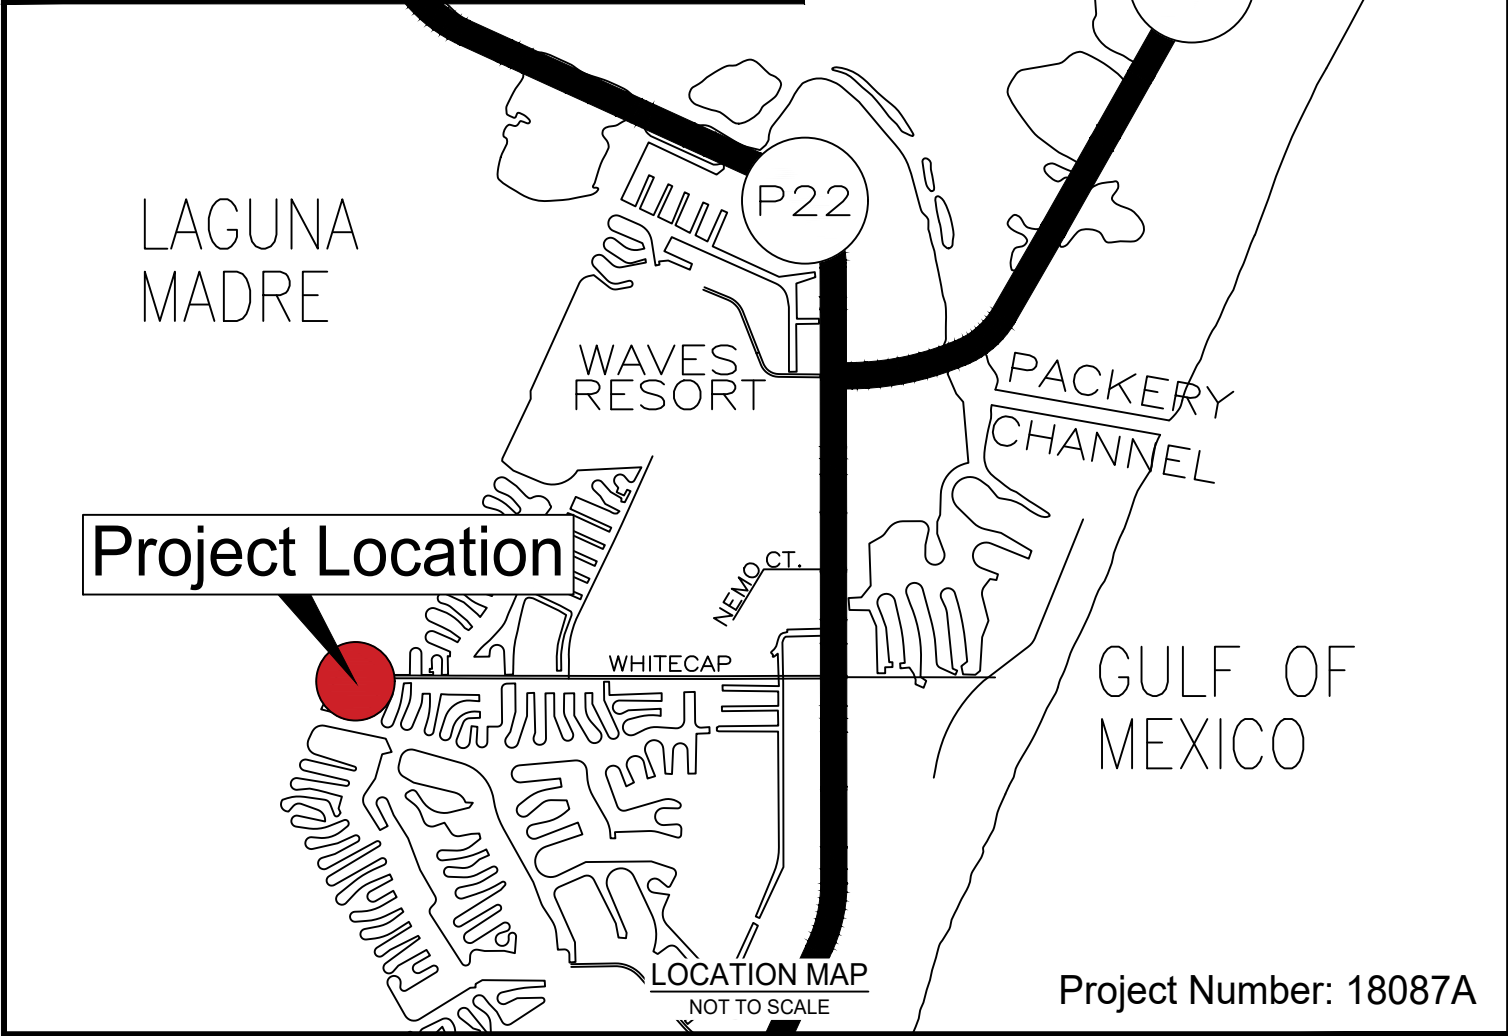 P22
LAGUNA
MADRE
WAVES
RESORT
PACKERY
CHANNEL
Project Location
NEMO CT.
WHITECAP
GULF OF
MEXICO
LOCATION MAP
NOT TO SCALE
Project Number: 18087A